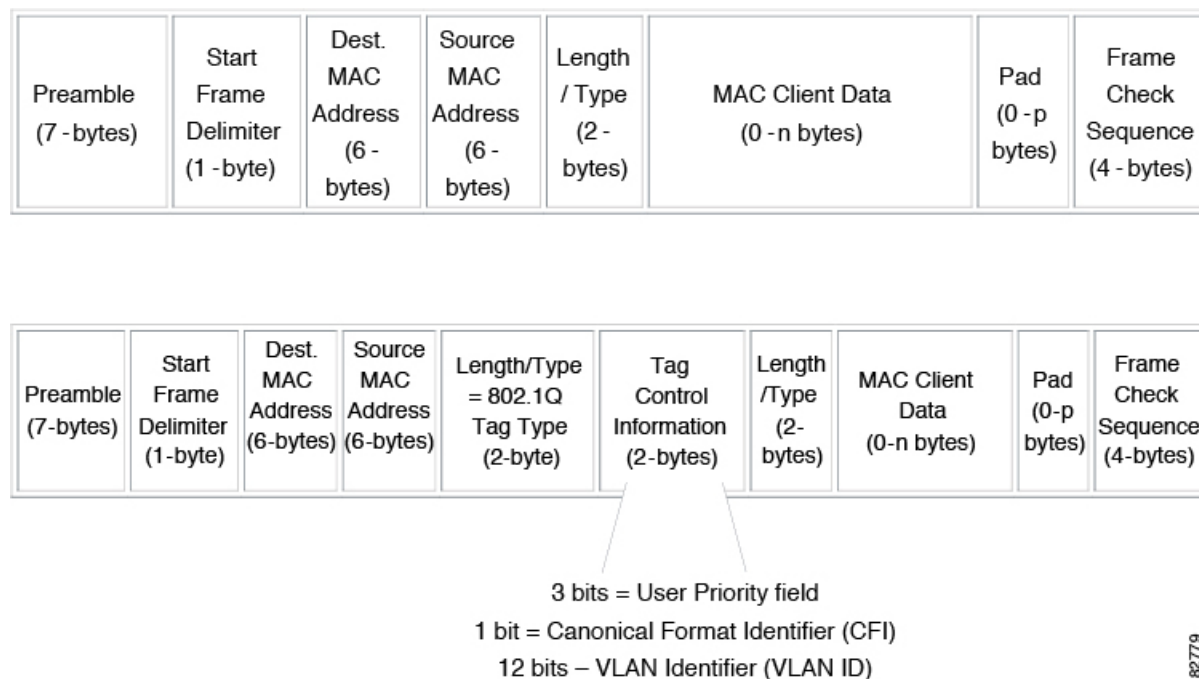 Preamble
(7 -bytes)
Start
Frame
Delimiter
(1 -byte)
Dest.
MAC
Address
(6 -
bytes)
Source
MAC
Address
(6 -
bytes)
Length
/ Type
(2 -
bytes)
MAC Client Data
(0 -n bytes)
Pad
(0 -p
bytes)
Frame
Check
Sequence
(4 - bytes)
Preamble
(7-bytes)
Start
Frame
Delimiter
(1-byte)
Dest.
MAC
Address
(6-bytes)
Source
MAC
Address
(6-bytes)
Length/Type
= 802.1Q
Tag Type
(2-byte)
Tag
Control
Information
(2-bytes)
Length
/Type
(2-
bytes)
MAC Client
Data
(0-n bytes)
Pad
(0-p
bytes)
Frame
Check
Sequence
(4-bytes)
3 bits = User Priority field
1 bit = Canonical Format Identifier (CFI)
12 bits – VLAN Identifier (VLAN ID)
82779